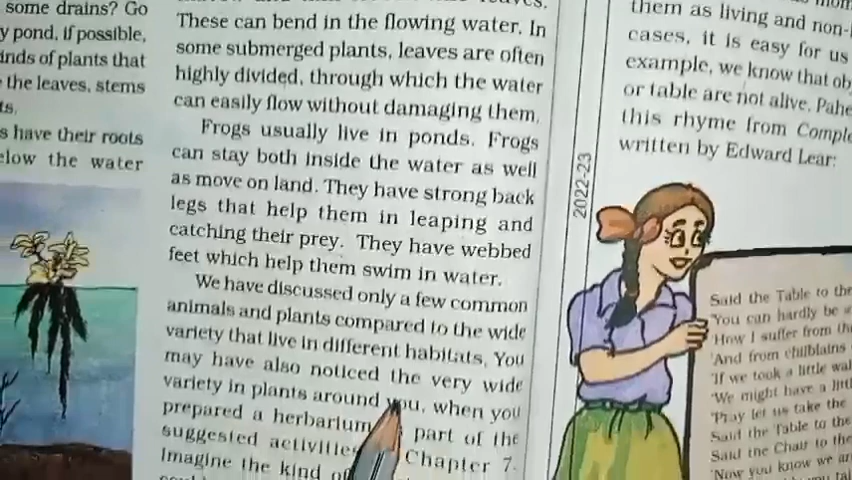 some drains? Go
y pond, if possible,
inds of plants that
the leaves, stems
ts.
s have their roots
elow the water
These can bend in the flowing water. In
some submerged plants, leaves are often
highly divided, through which the water
can easily flow without damaging them.
Frogs usually live in ponds. Frogs
can stay both inside the water as well
as move on land. They have strong back
legs that help them in leaping and
catching their prey. They have webbed
feet which help them swim in water.
We have discussed only a few common
animals and plants compared to the wide
variety that live in different habitats. You
may have also noticed the very wide
variety in plants around you, when you
prepared a herbarium part of the
suggested activities Chapter 7.
Imagine the kind of
2022-23
them as living and non-
cases, it is easy for us
example, we know that ob
or table are not alive. Pahe
this rhyme from Comple
written by Edward Lear:
Said the Table to the
'You can hardly be a
'How I suffer from th
'And from chilblains
'If we took a little wal
'We might have a littl
'Pray let us take the
Said the Table to the
Said the Chair to the
'Now you know we ar